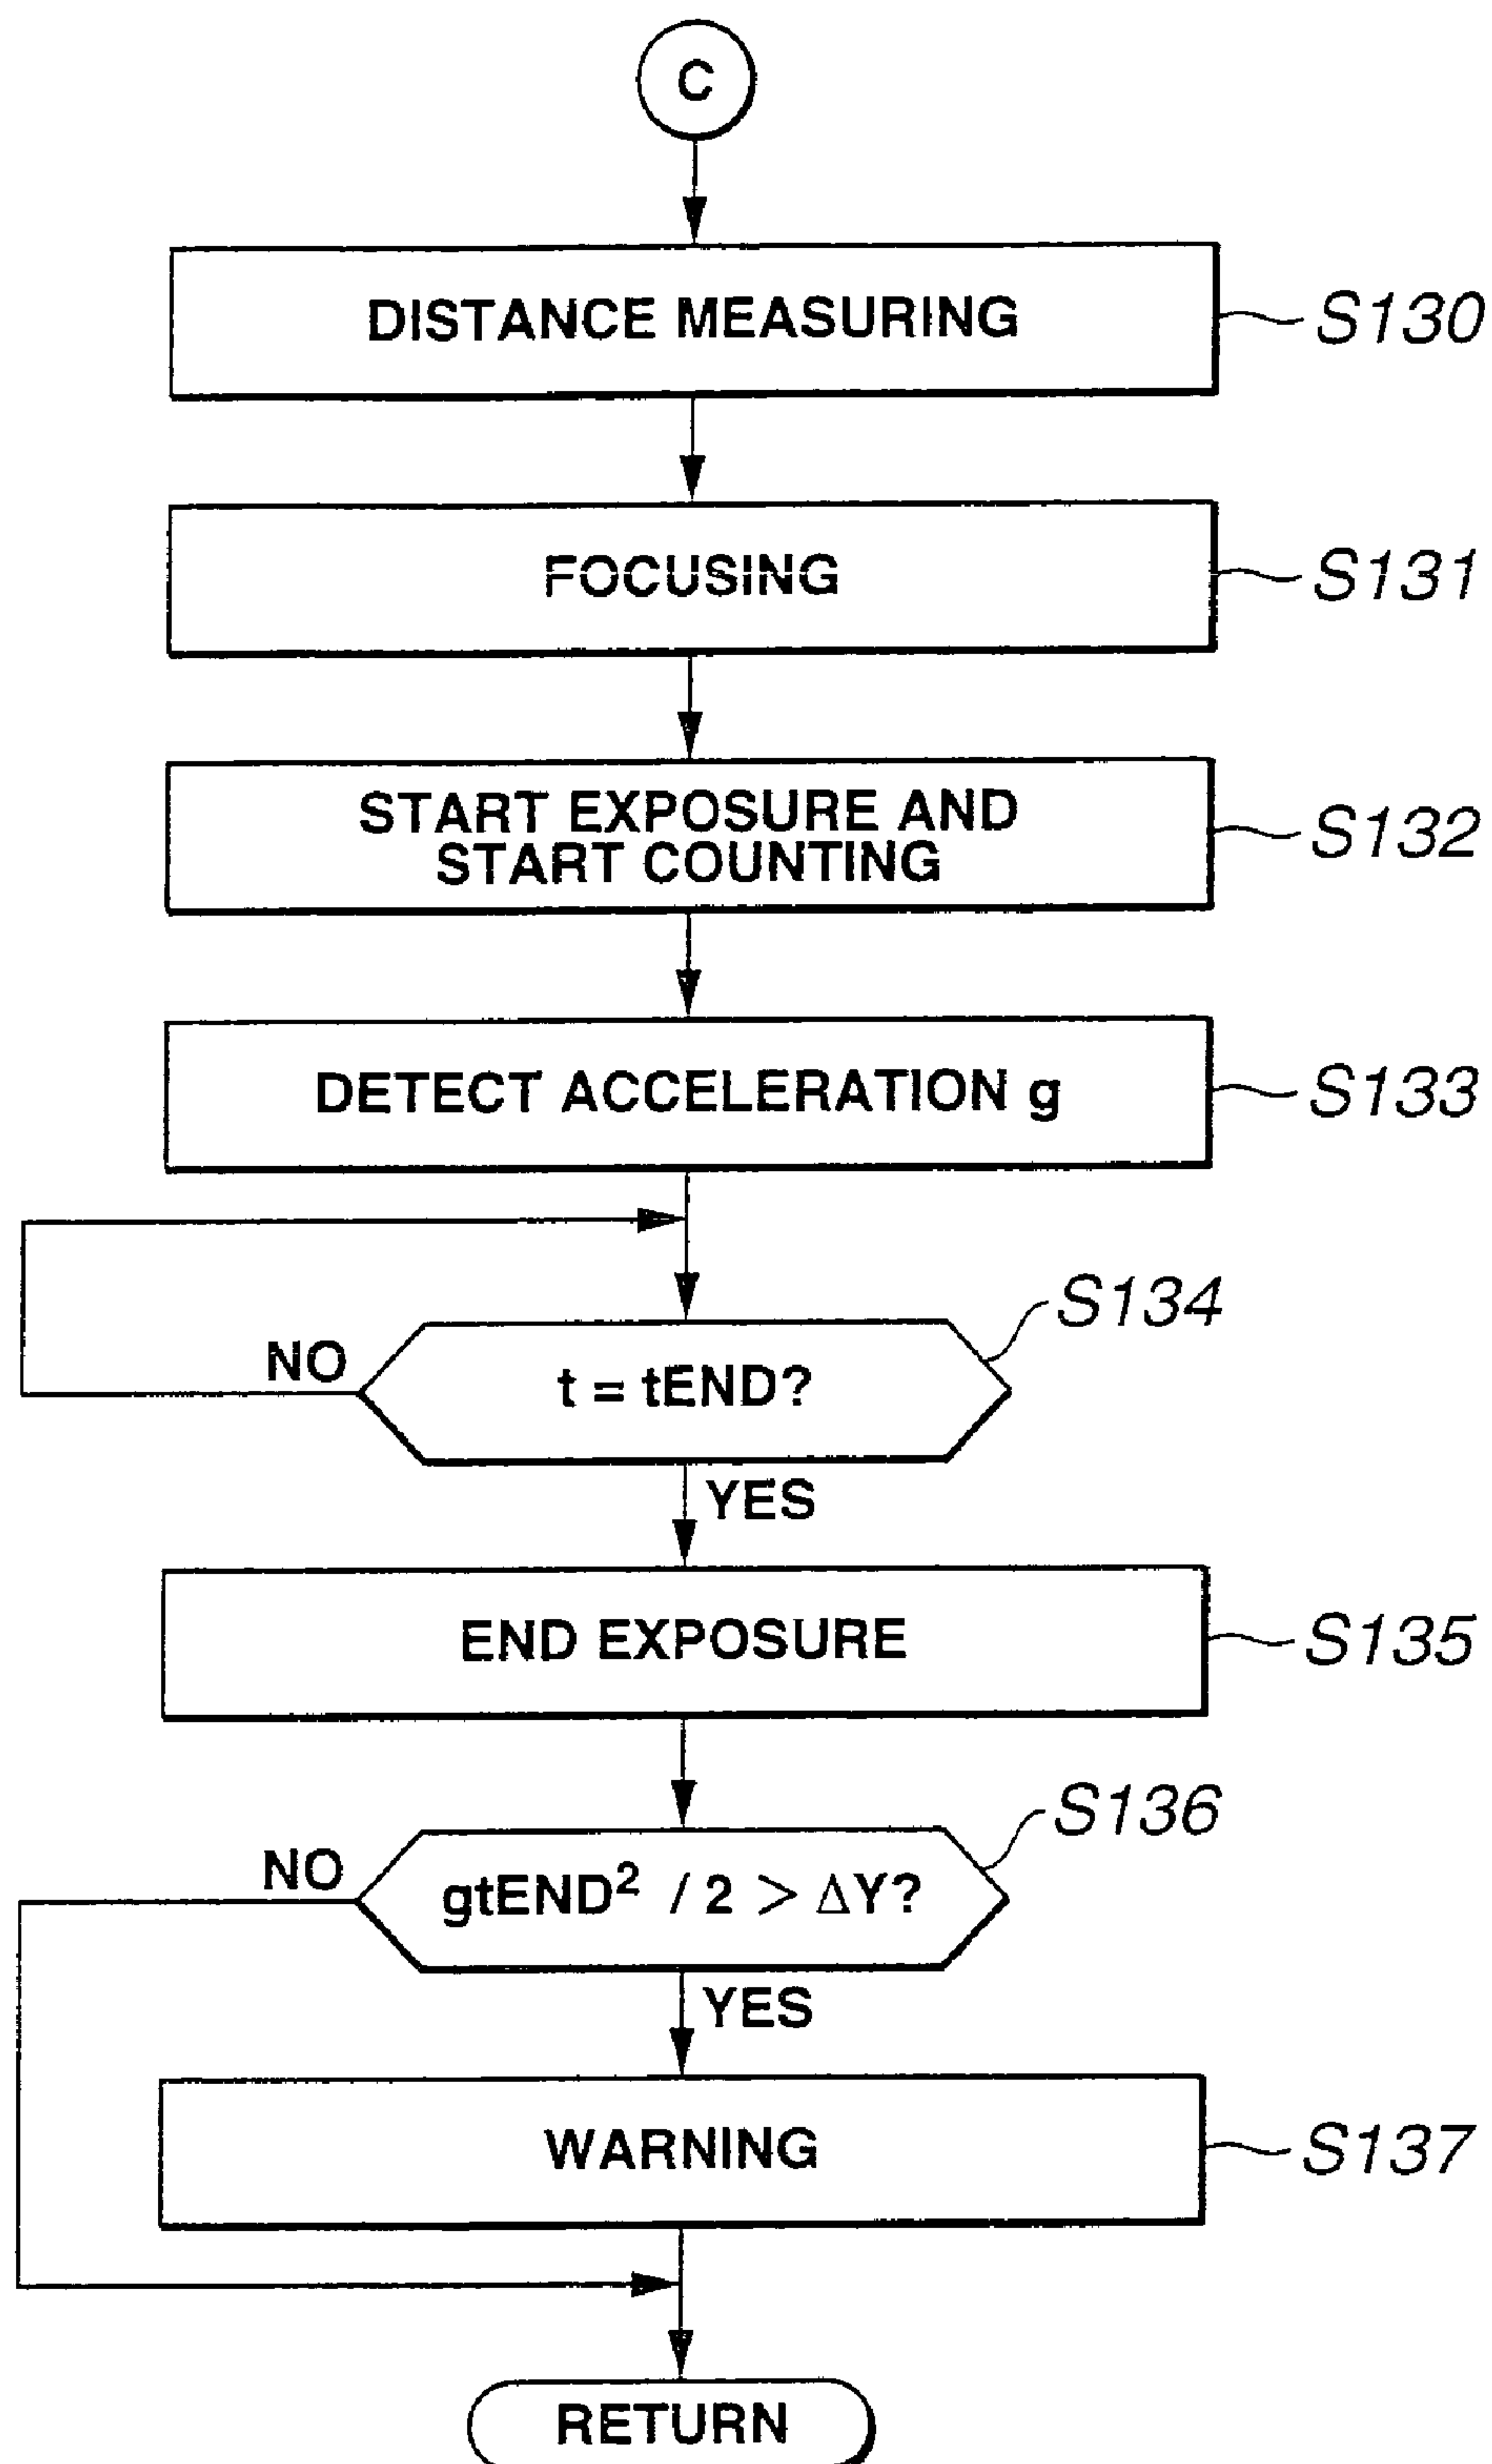 C
DISTANCE MEASURING
S130
FOCUSING
S131
START EXPOSURE AND
START COUNTING
S132
DETECT ACCELERATION g
S133
S134
NO
t = tEND?
YES
END EXPOSURE
S135
S136
NO
gtEND² / 2 > ΔY?
YES
WARNING
S137
RETURN